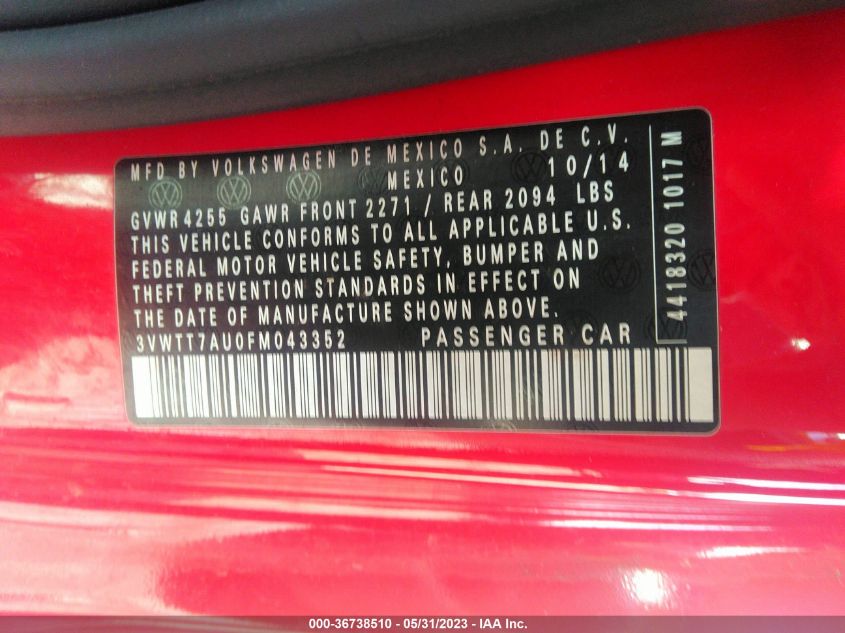 MFD BY VOLKSWAGEN DE MEXICO S.A. DE C.V.
MEXICO 10/14
GVWR 4255 GAWR FRONT 2271 / REAR 2094 LBS
THIS VEHICLE CONFORMS TO ALL APPLICABLE U.S.
FEDERAL MOTOR VEHICLE SAFETY, BUMPER AND
THEFT PREVENTION STANDARDS IN EFFECT ON
THE DATE OF MANUFACTURE SHOWN ABOVE.
3VWTT7AU0FM043352 PASSENGER CAR
4418320 1017 M
000-36738510 - 05/31/2023 - IAA Inc.